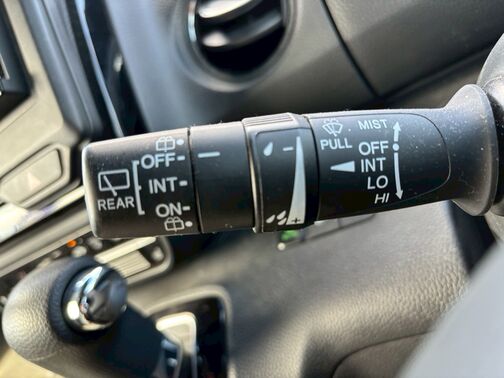 OFF
INT
REAR
ON
- 
+
PULL
MIST
OFF
INT
LO
HI